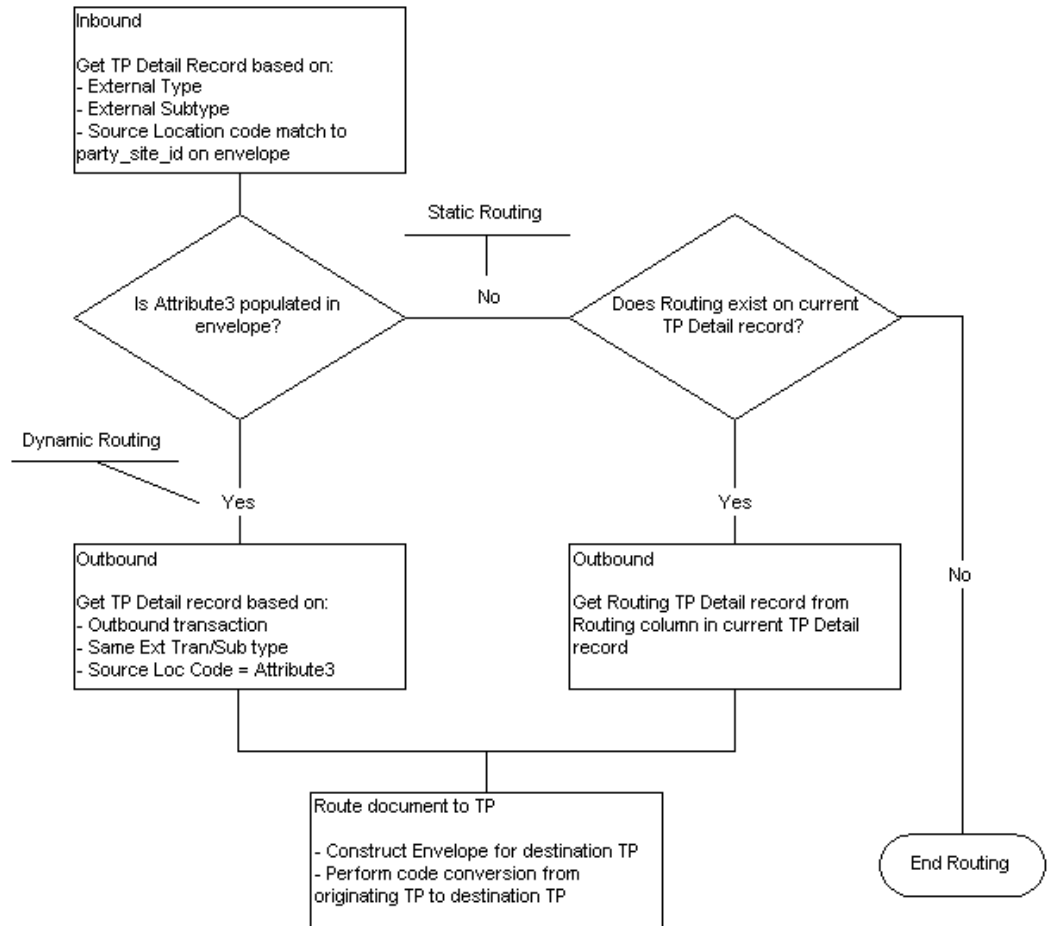 Inbound
Get TP Detail Record based on:
- External Type
- External Subtype
- Source Location code match to
party_site_id on envelope
Static Routing
Is Attribute3 populated in
envelope?
No
Does Routing exist on current
TP Detail record?
Dynamic Routing
Yes
Yes
Outbound
Get TP Detail record based on:
- Outbound transaction
- Same Ext Tran/Sub type
- Source Loc Code = Attribute3
Outbound
Get Routing TP Detail record from
Routing column in current TP Detail
record
No
Route document to TP
- Construct Envelope for destination TP
- Perform code conversion from
originating TP to destination TP
End Routing